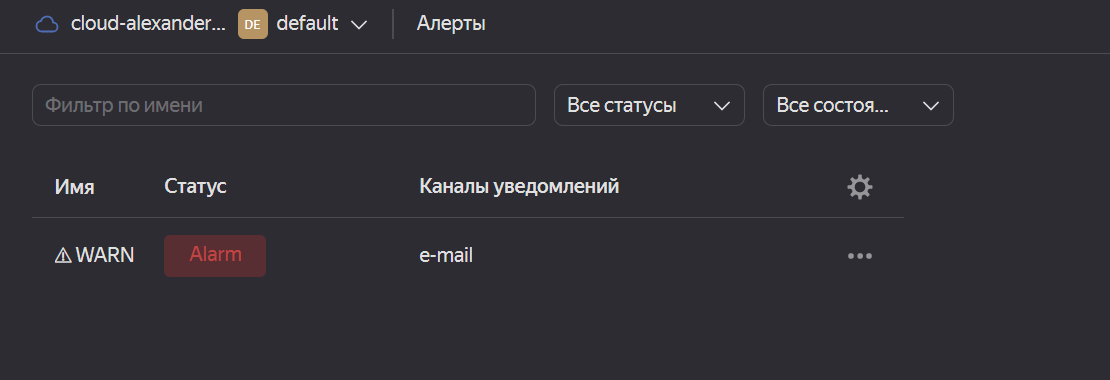 cloud-alexander... DE default Алерты
Фильтр по имени Все статусы Все состоя...
Имя Статус Каналы уведомлений
WARN Alarm e-mail